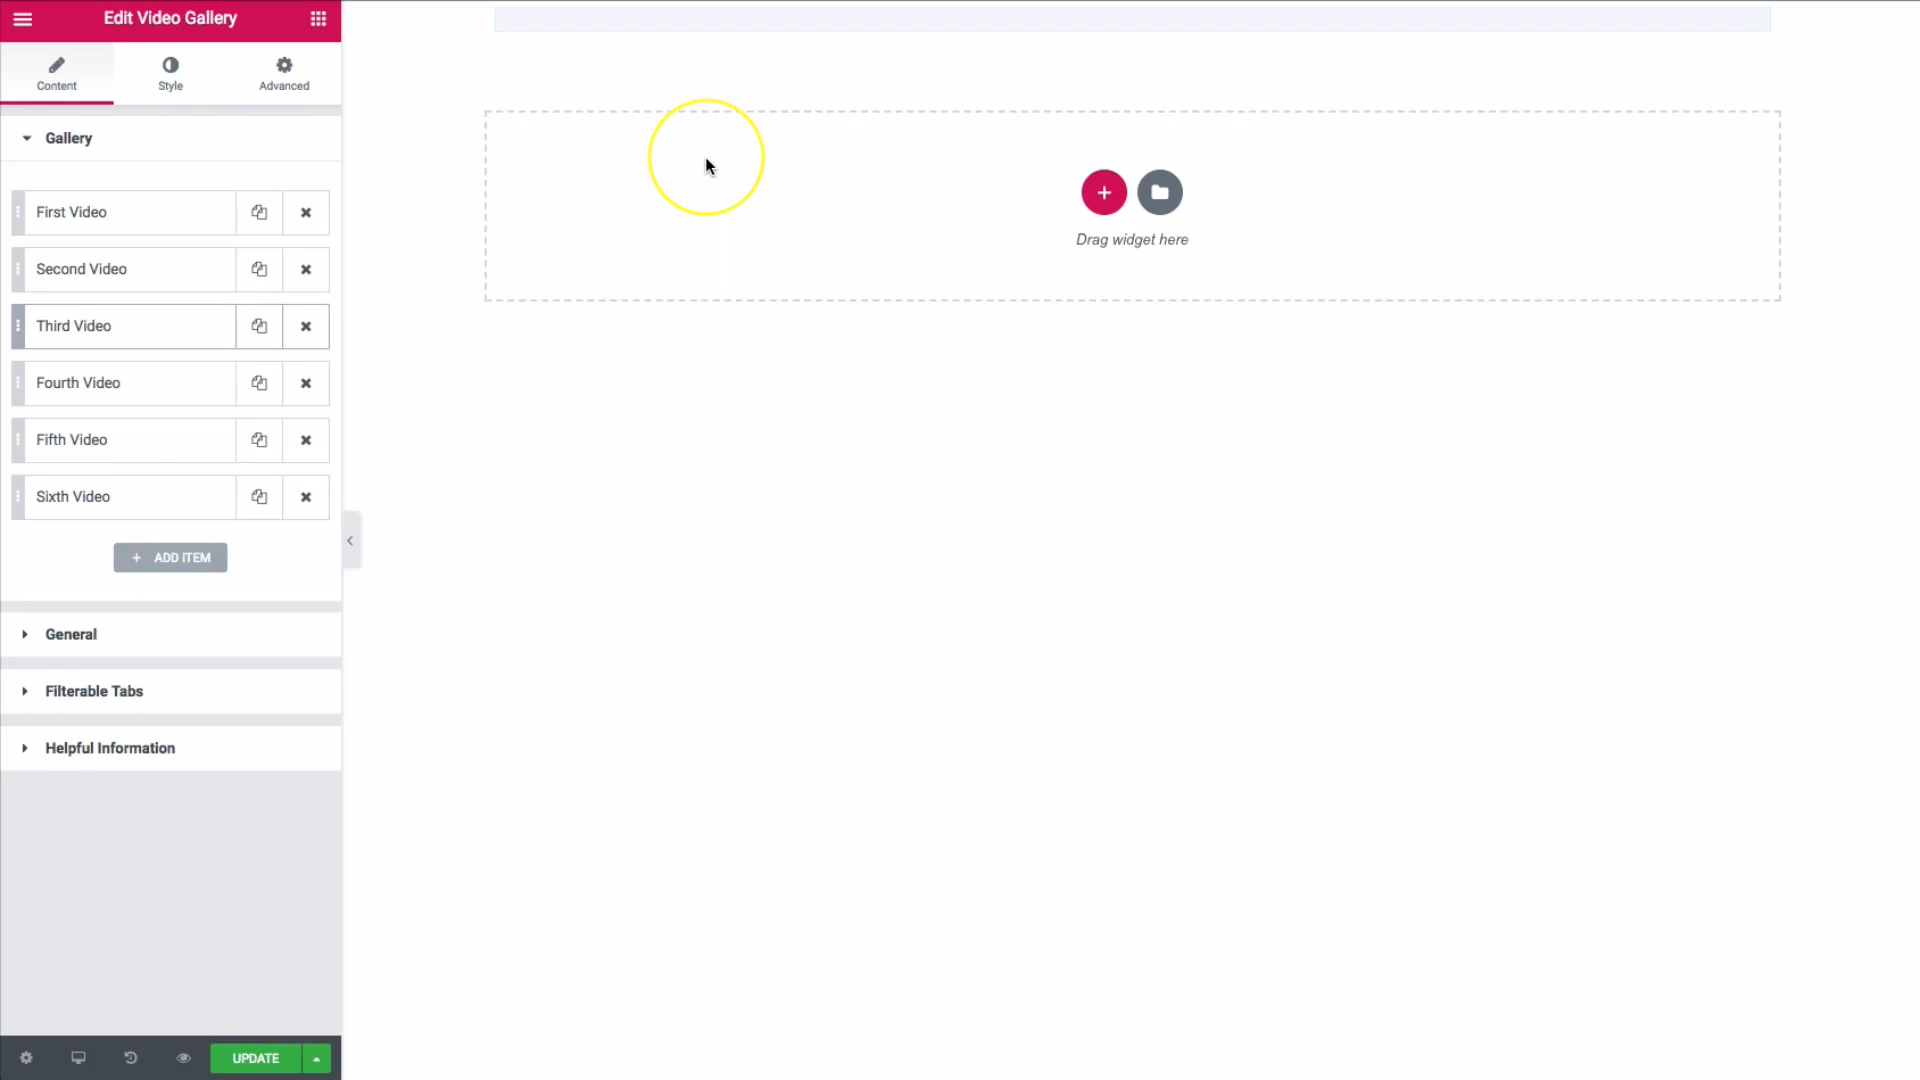 Edit Video Gallery
Content
Style
Advanced
Gallery
First Video
Second Video
Third Video
Fourth Video
Fifth Video
Sixth Video
ADD ITEM
General
Filterable Tabs
Helpful Information
UPDATE
Drag widget here